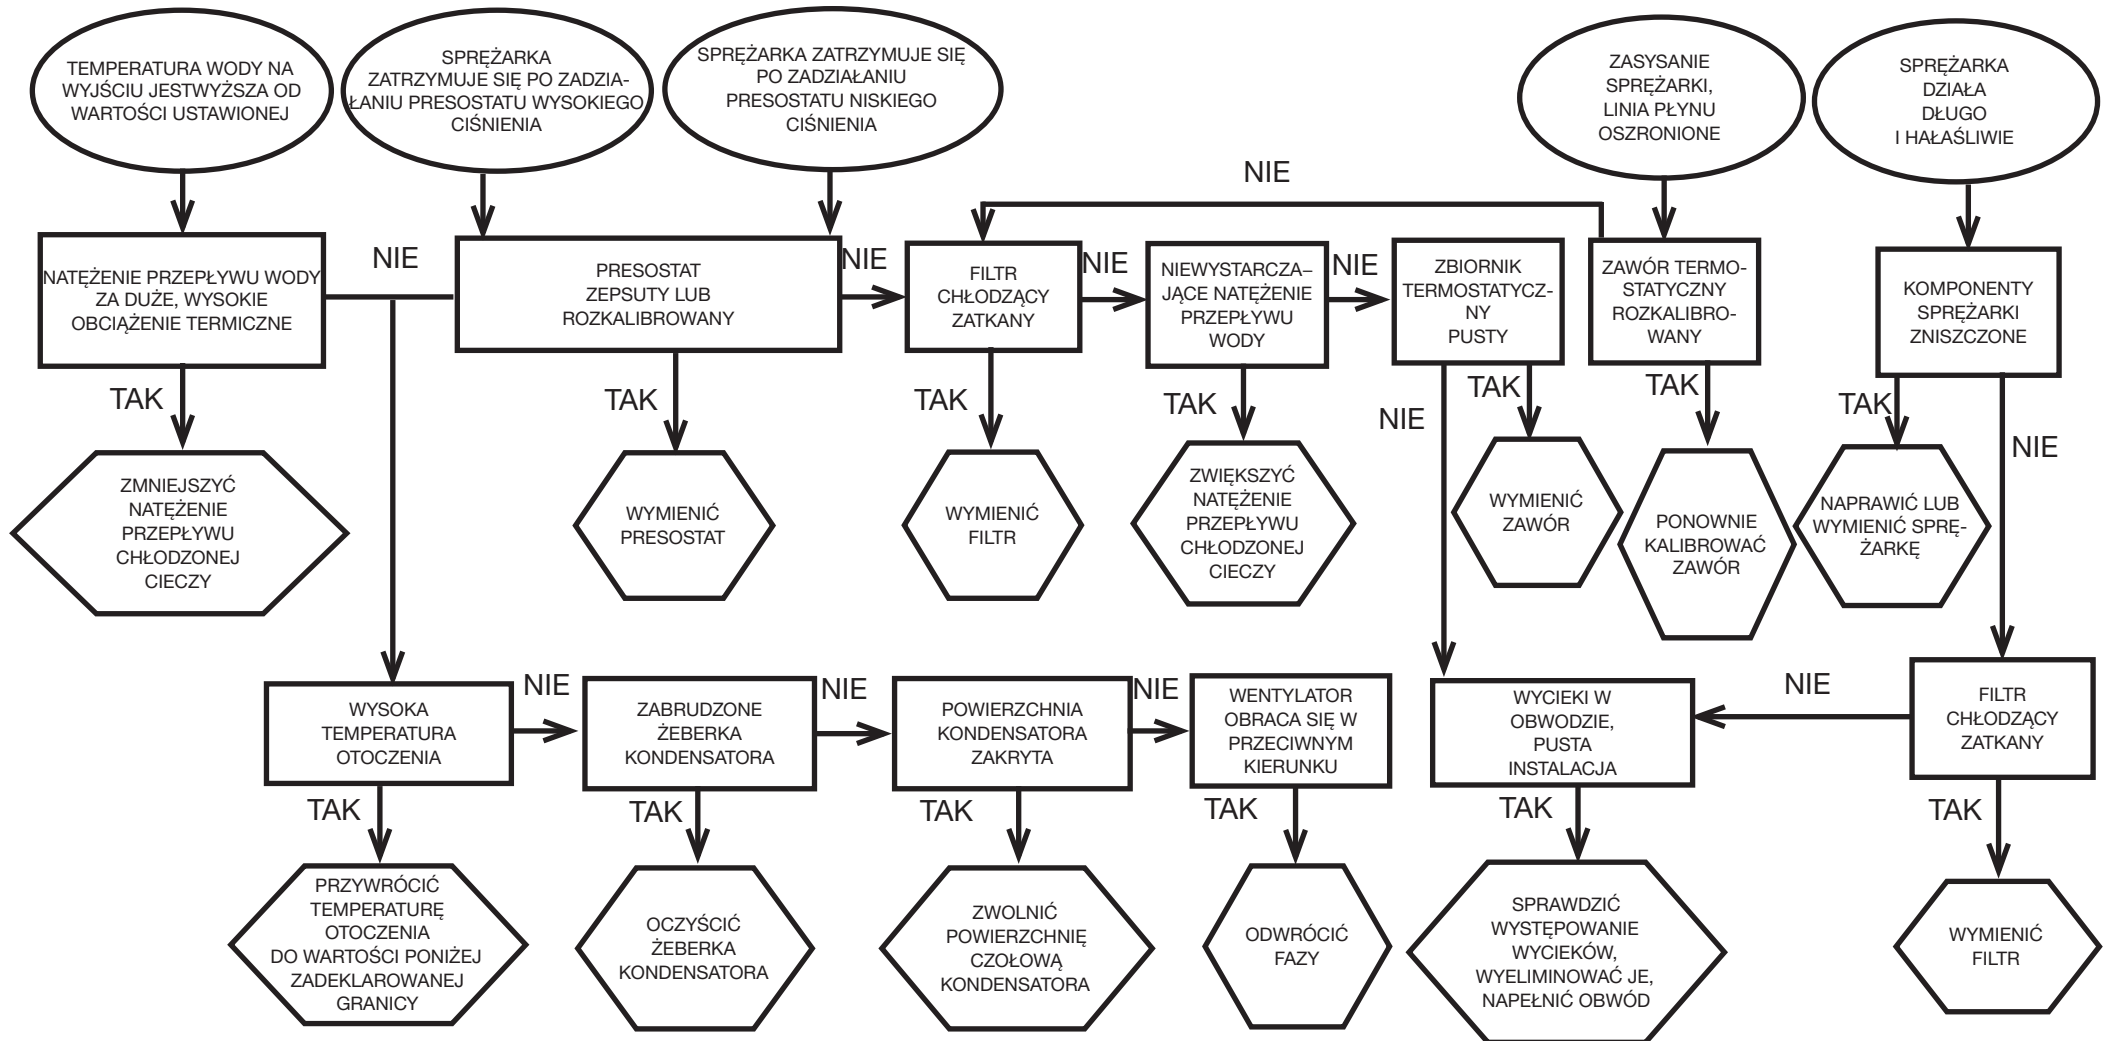 TEMPERATURA WODY NA
WYJŚCIU JESTWYŻSZA OD
WARTOŚCI USTAWIONEJ
SPRĘŻARKA
ZATRZYMUJE SIĘ PO ZADZIA-
ŁANIU PRESOSTATU WYSOKIEGO
CIŚNIENIA
SPRĘŻARKA ZATRZYMUJE SIĘ
PO ZADZIAŁANIU
PRESOSTATU NISKIEGO
CIŚNIENIA
ZASYSANIE
SPRĘŻARKI,
LINIA PŁYNU
OSZRONIONE
SPRĘŻARKA
DZIAŁA
DŁUGO
I HAŁAŚLIWIE
NIE
NATĘŻENIE PRZEPŁYWU WODY
ZA DUŻE, WYSOKIE
OBCIĄŻENIE TERMICZNE
NIE
PRESOSTAT
ZEPSUTY LUB
ROZKALIBROWANY
NIE
FILTR
CHŁODZĄCY
ZATKANY
NIE
NIEWYSTARCZA–
JĄCE NATĘŻENIE
PRZEPŁYWU
WODY
NIE
ZBIORNIK
TERMOSTATYCZ-
NY
PUSTY
ZAWÓR TERMO-
STATYCZNY
ROZKALIBRO-
WANY
KOMPONENTY
SPRĘŻARKI
ZNISZCZONE
TAK
TAK
TAK
TAK
NIE
TAK
TAK
TAK
NIE
ZMNIEJSZYĆ
NATĘŻENIE
PRZEPŁYWU
CHŁODZONEJ
CIECZY
WYMIENIĆ
PRESOSTAT
WYMIENIĆ
FILTR
ZWIĘKSZYĆ
NATĘŻENIE
PRZEPŁYWU
CHŁODZONEJ
CIECZY
WYMIENIĆ
ZAWÓR
PONOWNIE
KALIBROWAĆ
ZAWÓR
NAPRAWIĆ LUB
WYMIENIĆ SPRĘ-
ŻARKĘ
WYSOKA
TEMPERATURA
OTOCZENIA
NIE
ZABRUDZONE
ŻEBERKA
KONDENSATORA
NIE
POWIERZCHNIA
KONDENSATORA
ZAKRYTA
NIE
WENTYLATOR
OBRACA SIĘ W
PRZECIWNYM
KIERUNKU
WYCIEKI W
OBWODZIE,
PUSTA
INSTALACJA
NIE
FILTR
CHŁODZĄCY
ZATKANY
TAK
TAK
TAK
TAK
TAK
TAK
PRZYWRÓCIĆ
TEMPERATURĘ
OTOCZENIA
DO WARTOŚCI PONIŻEJ
ZADEKLAROWANEJ
GRANICY
OCZYŚCIĆ
ŻEBERKA
KONDENSATORA
ZWOLNIĆ
POWIERZCHNIĘ
CZOŁOWĄ
KONDENSATORA
ODWRÓCIĆ
FAZY
SPRAWDZIĆ
WYSTĘPOWANIE
WYCIEKÓW,
WYELIMINOWAĆ JE,
NAPEŁNIĆ OBWÓD
WYMIENIĆ
FILTR